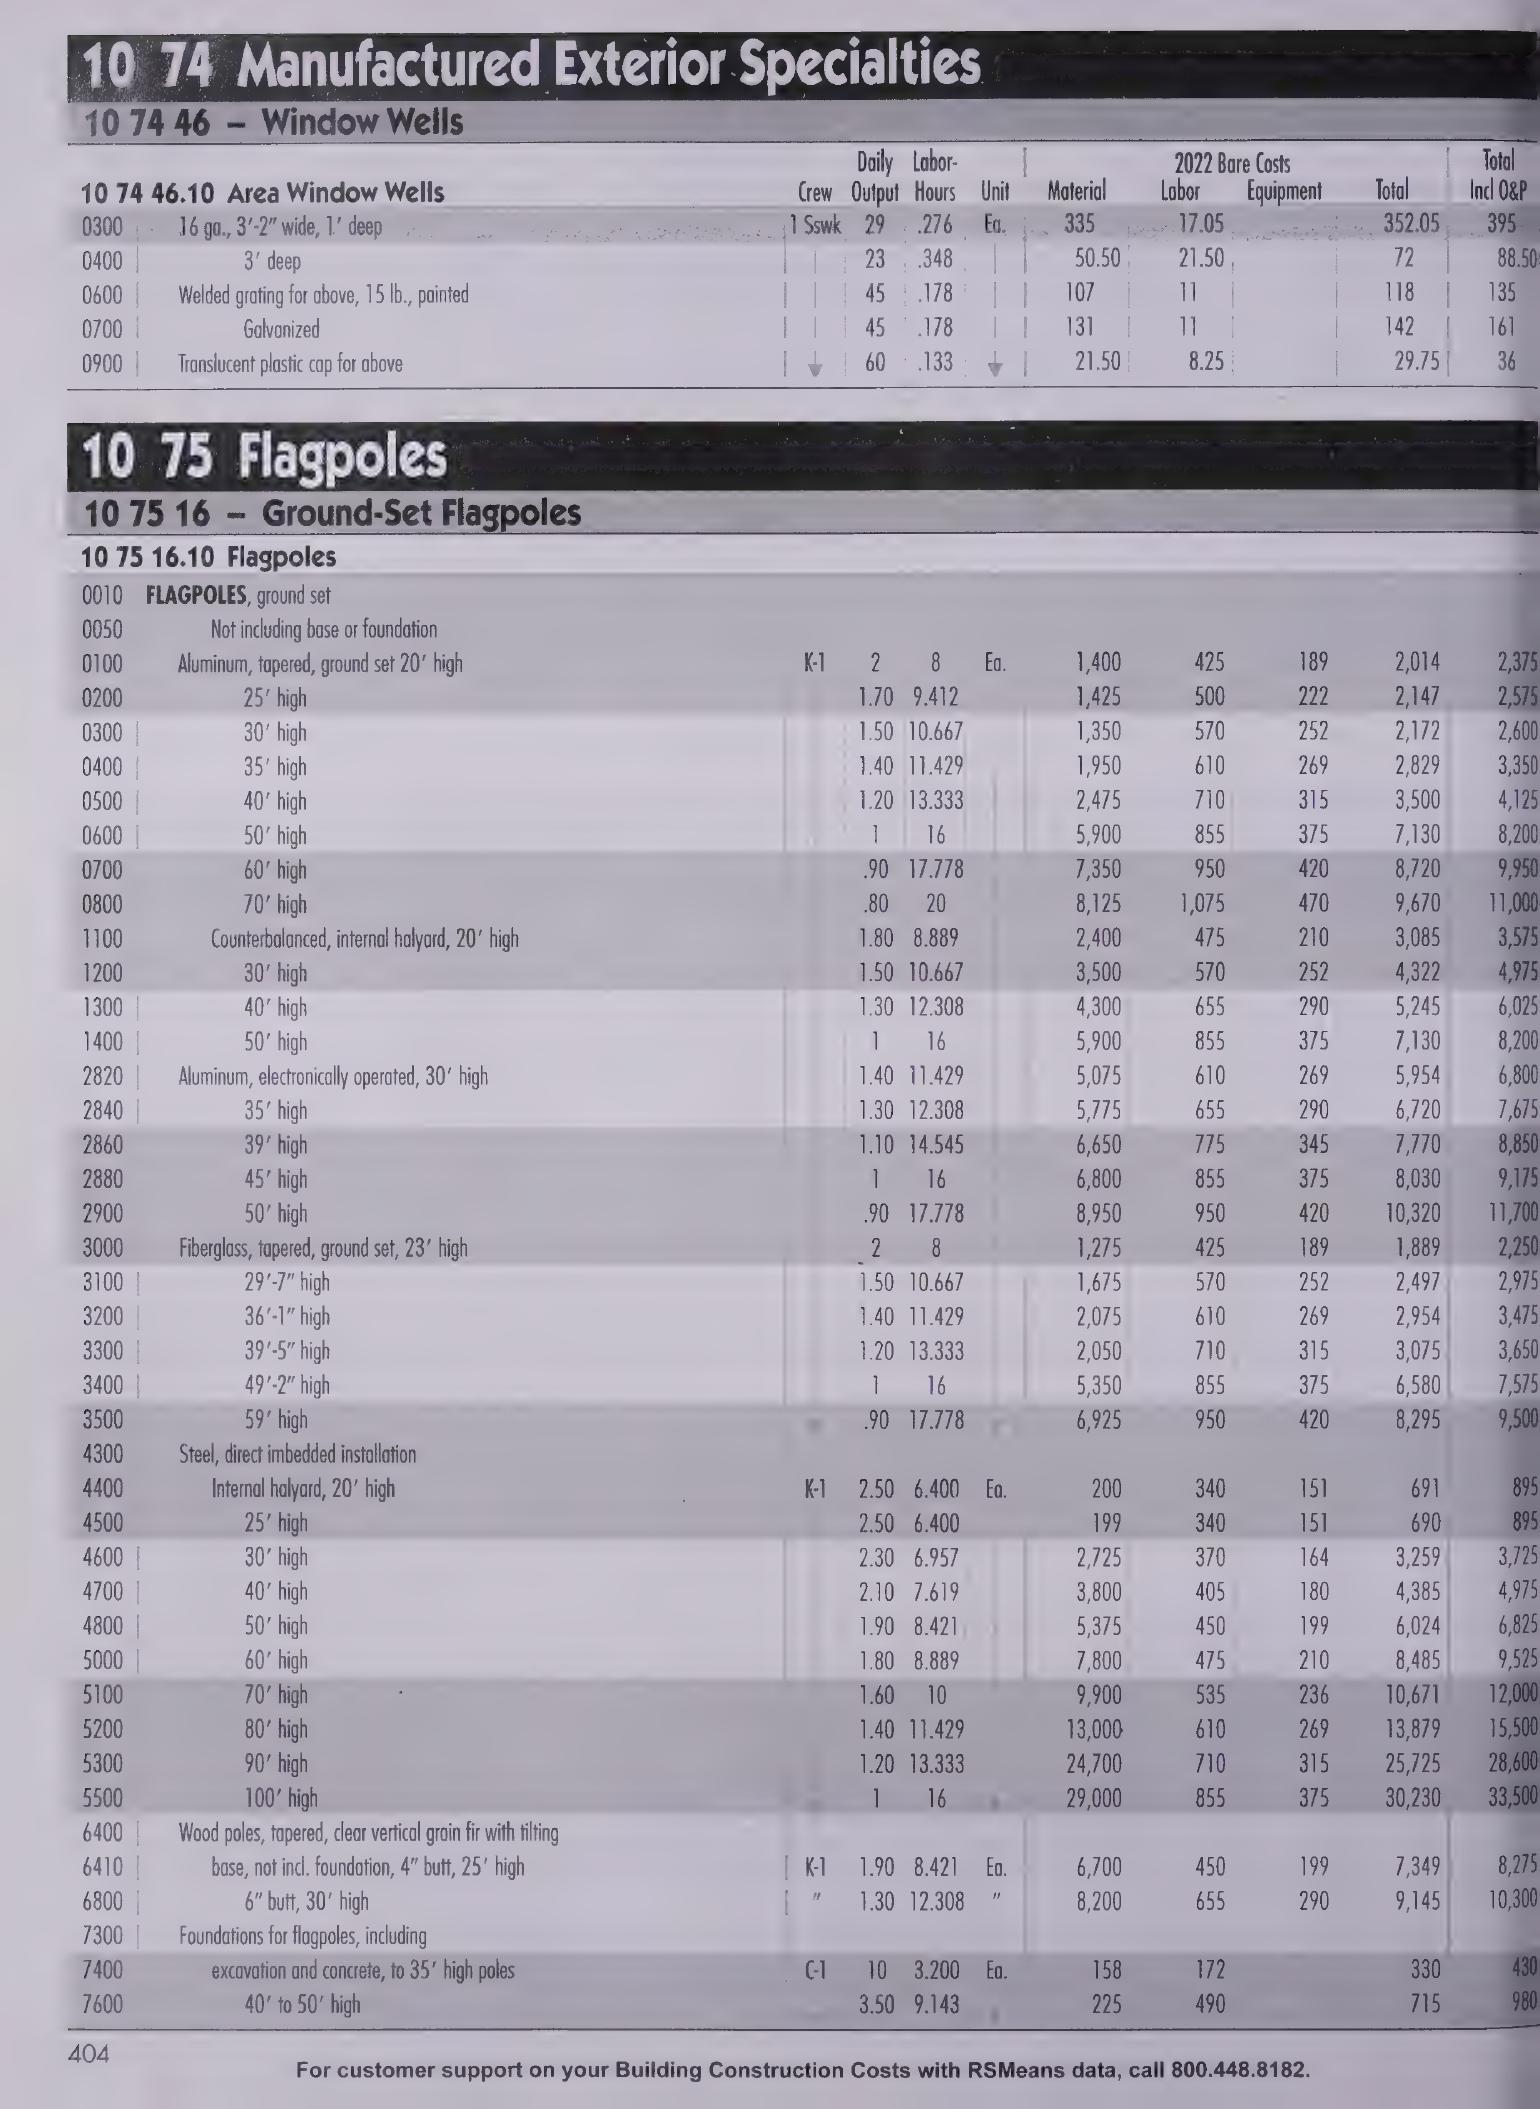 10 74 Manufactured Exterior Specialties
10 74 46 – Window Wells
Daily Labor- 2022 Bare Costs Total
10 74 46.10 Area Window Wells Crew Output Hours Unit Material Labor Equipment Total Incl O&P
0300 16 ga., 3'-2" wide, 1' deep 1 Sswk 29 .276 Ea. 335 17.05 352.05 395
0400 3' deep 23 .348 50.50 21.50 72 88.50
0600 Welded grating for above, 15 lb., painted 45 .178 107 11 118 135
0700 Galvanized 45 .178 131 11 142 161
0900 Translucent plastic cap for above 60 .133 21.50 8.25 29.75 36
10 75 Flagpoles
10 75 16 – Ground-Set Flagpoles
10 75 16.10 Flagpoles
0010 FLAGPOLES, ground set
0050 Not including base or foundation
0100 Aluminum, tapered, ground set 20' high K-1 2 8 Ea. 1,400 425 189 2,014 2,375
0200 25' high 1.70 9.412 1,425 500 222 2,147 2,575
0300 30' high 1.50 10.667 1,350 570 252 2,172 2,600
0400 35' high 1.40 11.429 1,950 610 269 2,829 3,350
0500 40' high 1.20 13.333 2,475 710 315 3,500 4,125
0600 50' high 1 16 5,900 855 375 7,130 8,200
0700 60' high .90 17.778 7,350 950 420 8,720 9,950
0800 70' high .80 20 8,125 1,075 470 9,670 11,000
1100 Counterbalanced, internal halyard, 20' high 1.80 8.889 2,400 475 210 3,085 3,575
1200 30' high 1.50 10.667 3,500 570 252 4,322 4,975
1300 40' high 1.30 12.308 4,300 655 290 5,245 6,025
1400 50' high 1 16 5,900 855 375 7,130 8,200
2820 Aluminum, electronically operated, 30' high 1.40 11.429 5,075 610 269 5,954 6,800
2840 35' high 1.30 12.308 5,775 655 290 6,720 7,675
2860 39' high 1.10 14.545 6,650 775 345 7,770 8,850
2880 45' high 1 16 6,800 855 375 8,030 9,175
2900 50' high .90 17.778 8,950 950 420 10,320 11,700
3000 Fiberglass, tapered, ground set, 23' high 2 8 1,275 425 189 1,889 2,250
3100 29'-7" high 1.50 10.667 1,675 570 252 2,497 2,975
3200 36'-1" high 1.40 11.429 2,075 610 269 2,954 3,475
3300 39'-5" high 1.20 13.333 2,050 710 315 3,075 3,650
3400 49'-2" high 1 16 5,350 855 375 6,580 7,575
3500 59' high .90 17.778 6,925 950 420 8,295 9,500
4300 Steel, direct imbedded installation
4400 Internal halyard, 20' high K-1 2.50 6.400 Ea. 200 340 151 691 895
4500 25' high 2.50 6.400 199 340 151 690 895
4600 30' high 2.30 6.957 2,725 370 164 3,259 3,725
4700 40' high 2.10 7.619 3,800 405 180 4,385 4,975
4800 50' high 1.90 8.421 5,375 450 199 6,024 6,825
5000 60' high 1.80 8.889 7,800 475 210 8,485 9,525
5100 70' high 1.60 10 9,900 535 236 10,671 12,000
5200 80' high 1.40 11.429 13,000 610 269 13,879 15,500
5300 90' high 1.20 13.333 24,700 710 315 25,725 28,600
5500 100' high 1 16 29,000 855 375 30,230 33,500
6400 Wood poles, tapered, clear vertical grain fir with tilting
6410 base, not incl. foundation, 4" butt, 25' high K-1 1.90 8.421 Ea. 6,700 450 199 7,349 8,275
6800 6" butt, 30' high " 1.30 12.308 " 8,200 655 290 9,145 10,300
7300 Foundations for flagpoles, including
7400 excavation and concrete, to 35' high poles C-1 10 3.200 Ea. 158 172 330 430
7600 40' to 50' high 3.50 9.143 225 490 715 980
404
For customer support on your Building Construction Costs with RSMeans data, call 800.448.8182.